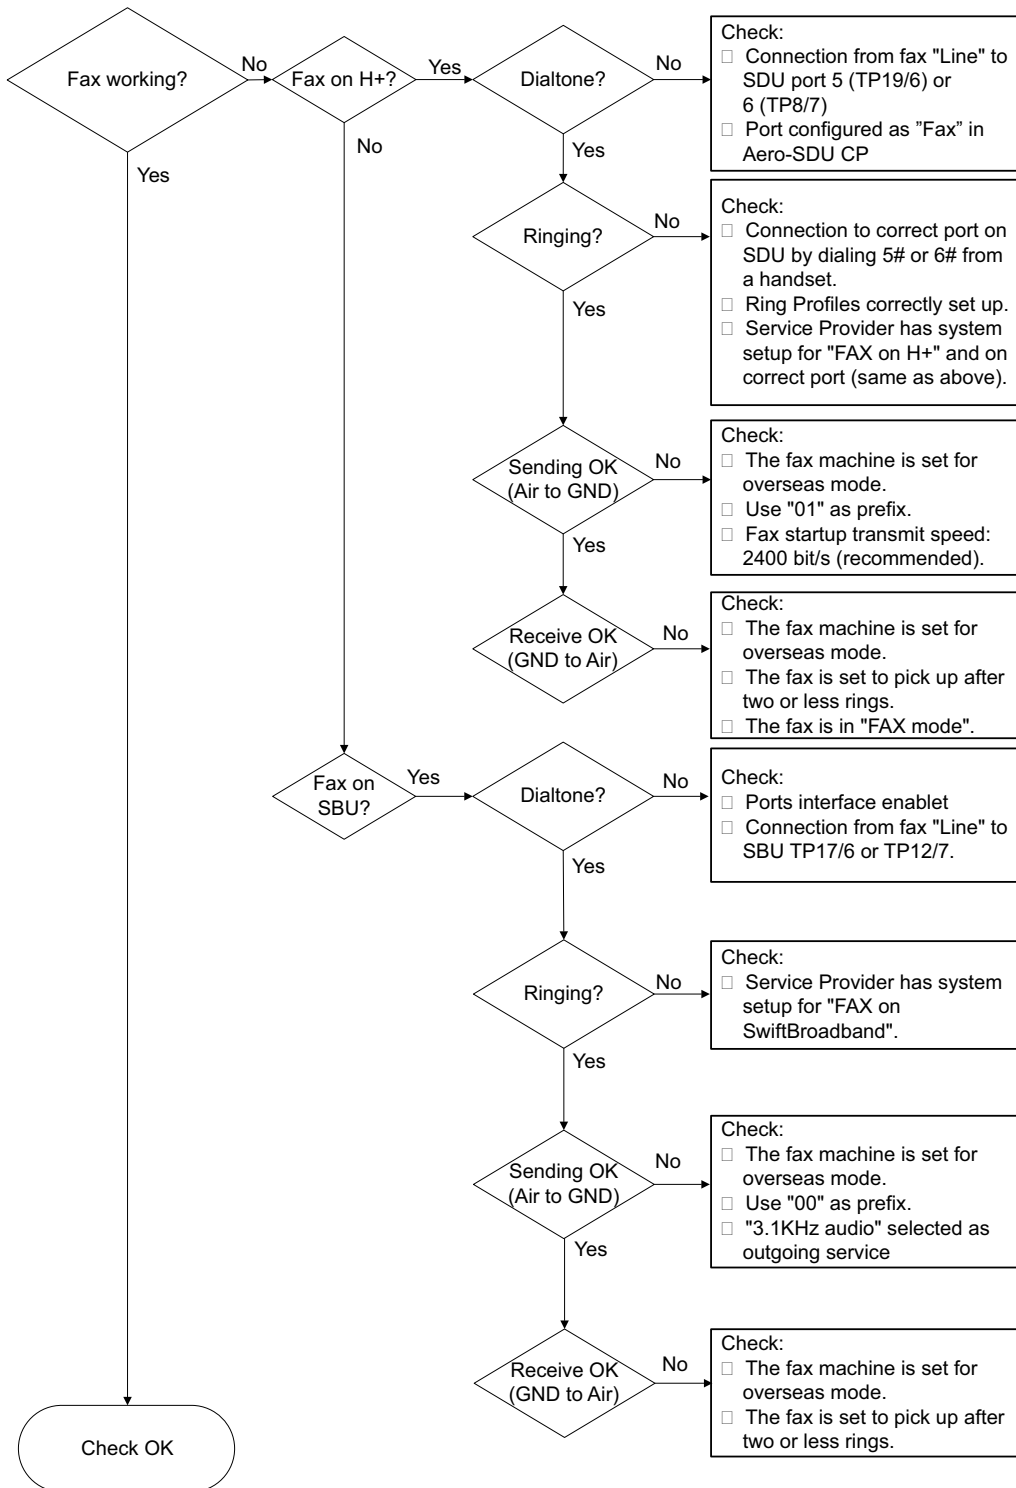 Fax working?
No
Fax on H+?
Yes
Dialtone?
No
Check:
□ Connection from fax "Line" to
SDU port 5 (TP19/6) or
6 (TP8/7)
□ Port configured as ”Fax” in
Aero-SDU CP
Yes
No
Yes
Ringing?
No
Check:
□ Connection to correct port on
SDU by dialing 5# or 6# from
a handset.
□ Ring Profiles correctly set up.
□ Service Provider has system
setup for "FAX on H+" and on
correct port (same as above).
Yes
Sending OK
(Air to GND)
No
Check:
□ The fax machine is set for
overseas mode.
□ Use "01" as prefix.
□ Fax startup transmit speed:
2400 bit/s (recommended).
Yes
Receive OK
(GND to Air)
No
Check:
□ The fax machine is set for
overseas mode.
□ The fax is set to pick up after
two or less rings.
□ The fax is in "FAX mode".
Fax on
SBU?
Yes
Dialtone?
No
Check:
□ Ports interface enablet
□ Connection from fax "Line" to
SBU TP17/6 or TP12/7.
Yes
Ringing?
No
Check:
□ Service Provider has system
setup for "FAX on
SwiftBroadband".
Yes
Sending OK
(Air to GND)
No
Check:
□ The fax machine is set for
overseas mode.
□ Use "00" as prefix.
□ "3.1KHz audio" selected as
outgoing service
Yes
Receive OK
(GND to Air)
No
Check:
□ The fax machine is set for
overseas mode.
□ The fax is set to pick up after
two or less rings.
Check OK